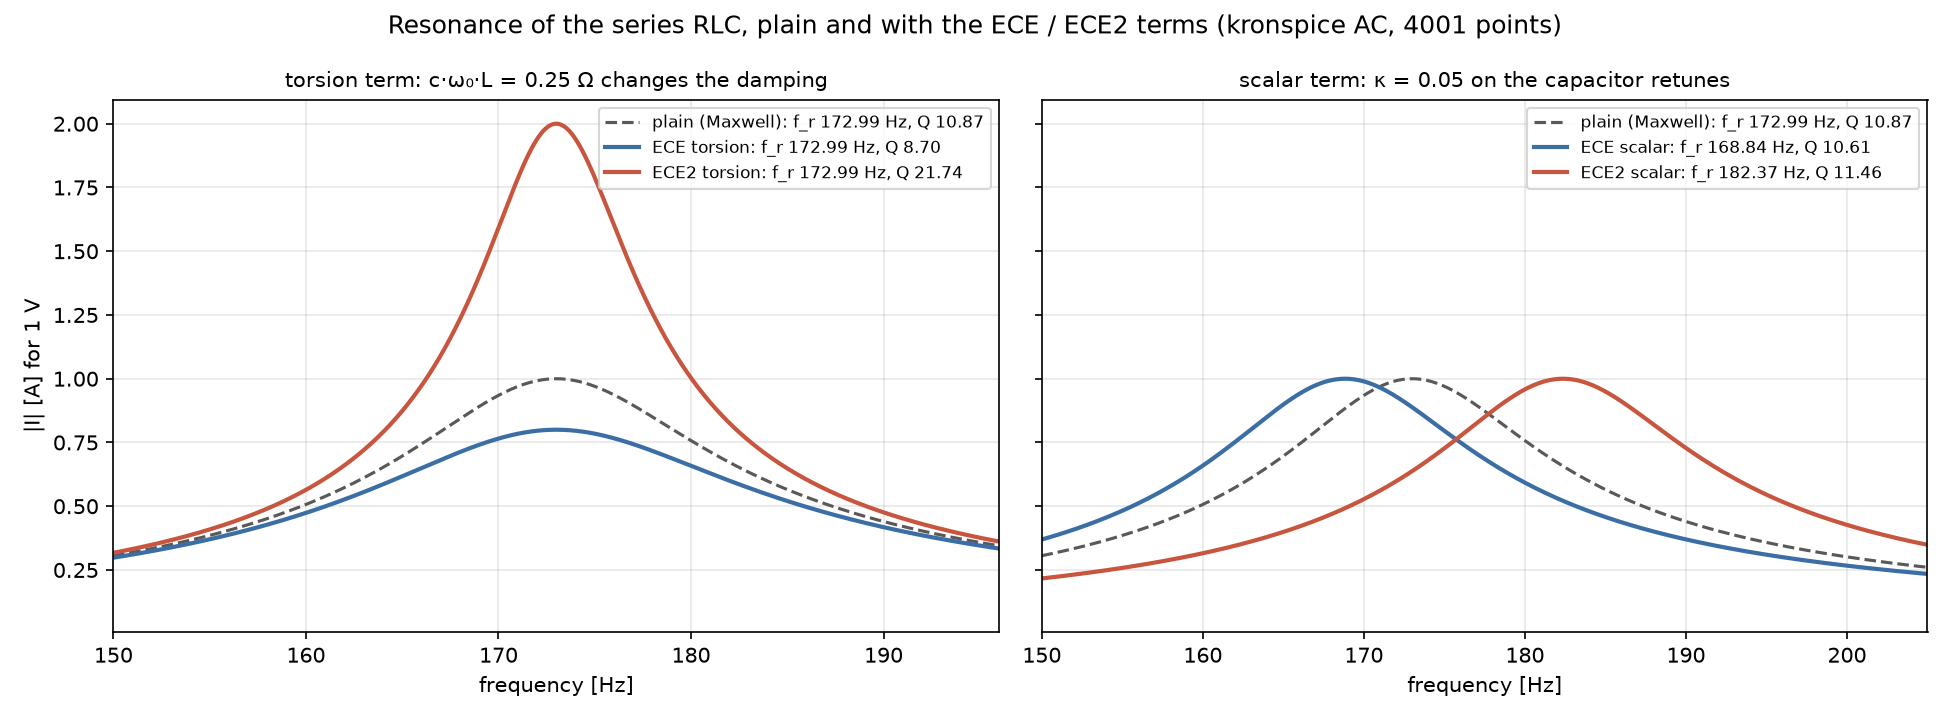 Resonance of the series RLC, plain and with the ECE / ECE2 terms (kronspice AC, 4001 points)
torsion term: c·ω₀·L = 0.25 Ω changes the damping
plain (Maxwell): f_r 172.99 Hz, Q 10.87
ECE torsion: f_r 172.99 Hz, Q 8.70
ECE2 torsion: f_r 172.99 Hz, Q 21.74
|I| [A] for 1 V
2.00
1.75
1.50
1.25
1.00
0.75
0.50
0.25
150 160 170 180 190
frequency [Hz]
scalar term: κ = 0.05 on the capacitor retunes
plain (Maxwell): f_r 172.99 Hz, Q 10.87
ECE scalar: f_r 168.84 Hz, Q 10.61
ECE2 scalar: f_r 182.37 Hz, Q 11.46
150 160 170 180 190 200
frequency [Hz]